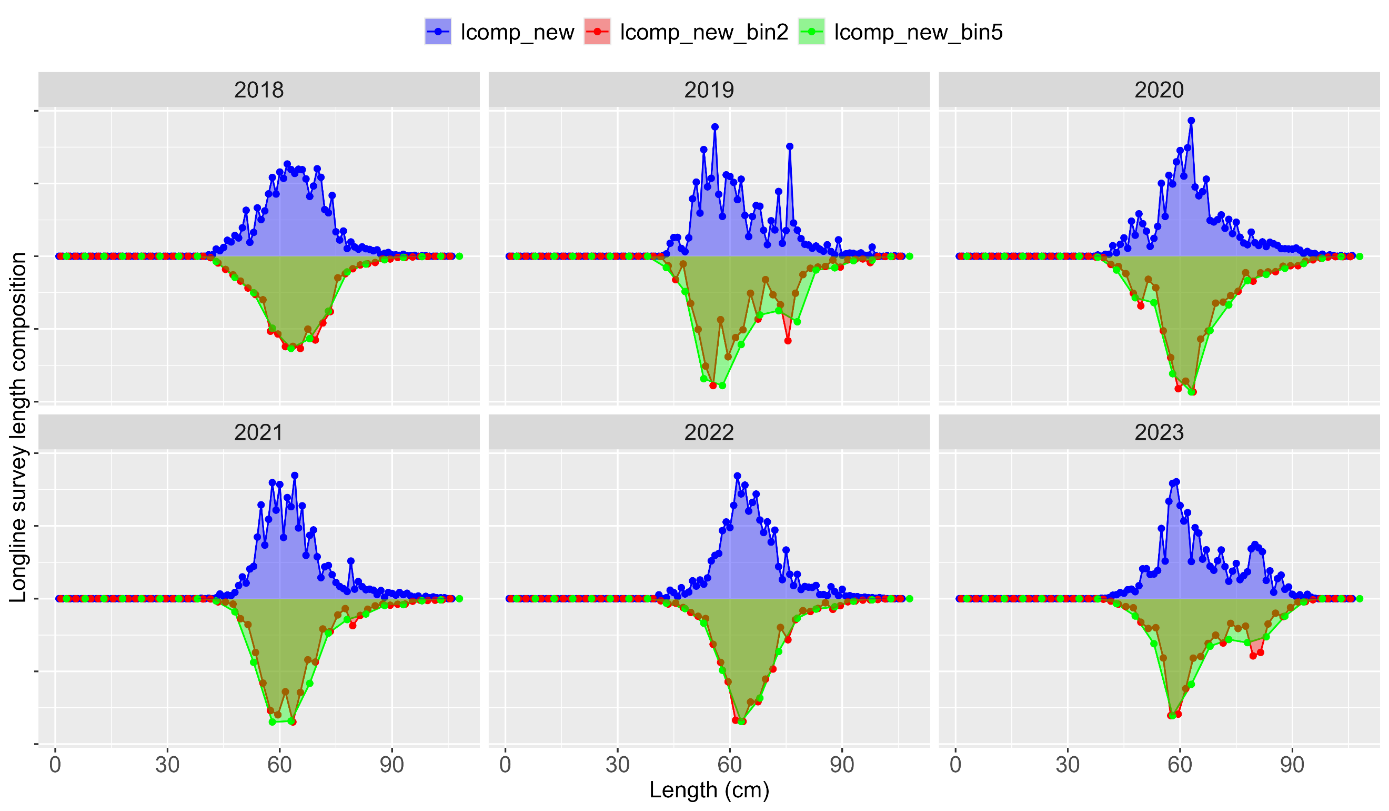 lcomp_new lcomp_new_bin2 lcomp_new_bin5
2018 2019 2020
Longline survey length composition
2021 2022 2023
0 30 60 90 0 30 60 90 0 30 60 90
Length (cm)